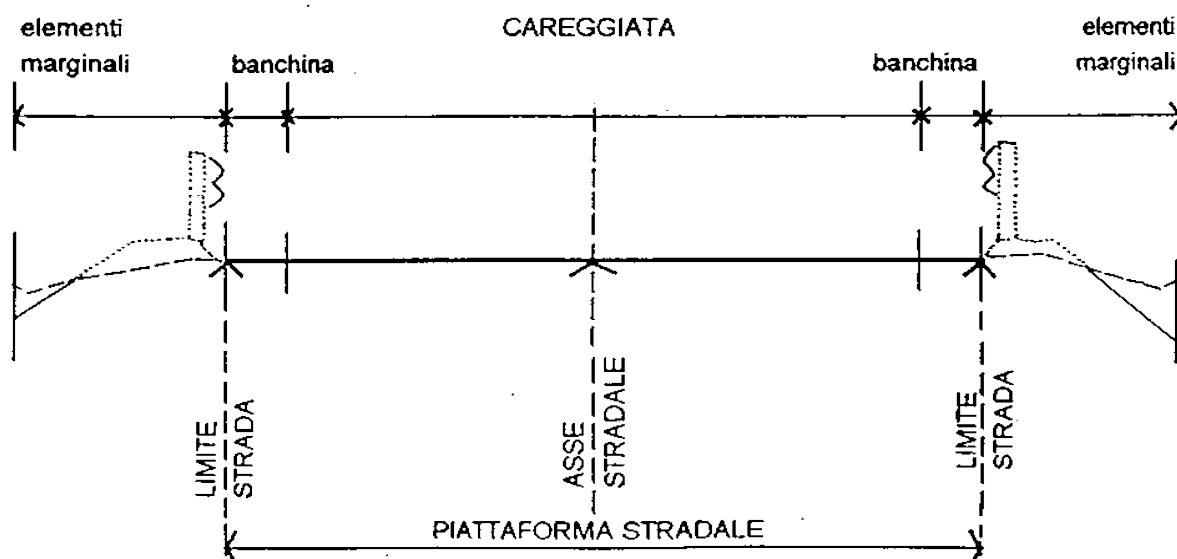 elementi
marginali
banchina
CAREGGIATA
banchina
elementi
marginali
LIMITE
STRADA
ASSE
STRADALE
LIMITE
STRADA
PIATTAFORMA STRADALE